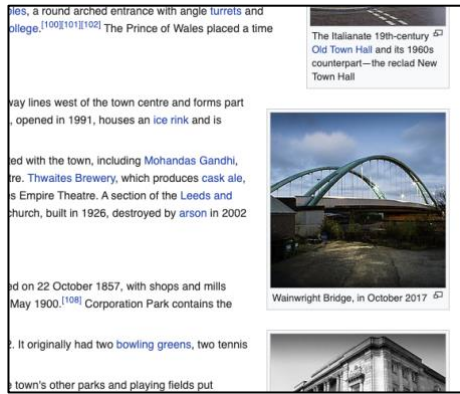 bles, a round arched entrance with angle turrets and
ollege.[100][101][102] The Prince of Wales placed a time
way lines west of the town centre and forms part
, opened in 1991, houses an ice rink and is
ted with the town, including Mohandas Gandhi,
tre. Thwaites Brewery, which produces cask ale,
s Empire Theatre. A section of the Leeds and
church, built in 1926, destroyed by arson in 2002
ed on 22 October 1857, with shops and mills
May 1900.[108] Corporation Park contains the
2. It originally had two bowling greens, two tennis
e town's other parks and playing fields put
The Italianate 19th-century
Old Town Hall and its 1960s
counterpart—the reclad New
Town Hall
Wainwright Bridge, in October 2017